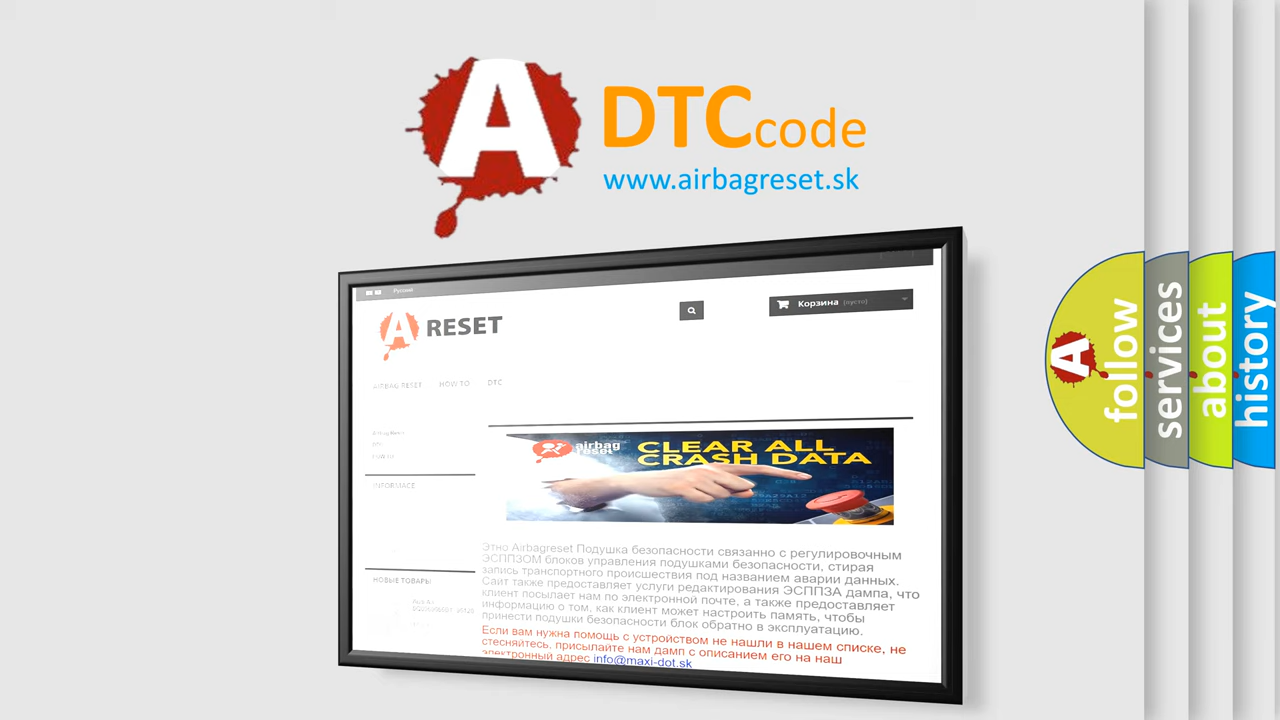 A DTCcode
www.airbagreset.sk
Русский
Корзина (пусто)
A RESET
AIRBAG RESET HOW TO DTC
INFORMACE
airbag
reset
CLEAR ALL
CRASH DATA
Этно Airbagreset Подушка безопасности связанно с регулировочным
ЭСППЗОМ блоков управления подушками безопасности, стирая
запись транспортного происшествия под названием аварии данных.
Сайт также предоставляет услуги редактирования ЭСППЗА дампа, что
клиент посылает нам по электронной почте, а также предоставляет
информацию о том, как клиент может настроить память, чтобы
принести подушки безопасности блок обратно в эксплуатацию.
Если вам нужна помощь с устройством не нашли в нашем списке, не
стесняйтесь, присылайте нам дамп с описанием его на наш
электронный адрес info@maxi-dot.sk
НОВЫЕ ТОВАРЫ
A
follow
services
about
history